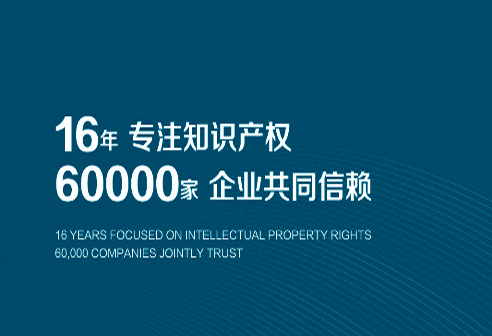 16年 专注知识产权
60000家 企业共同信赖
16 YEARS FOCUSED ON INTELLECTUAL PROPERTY RIGHTS
60,000 COMPANIES JOINTLY TRUST